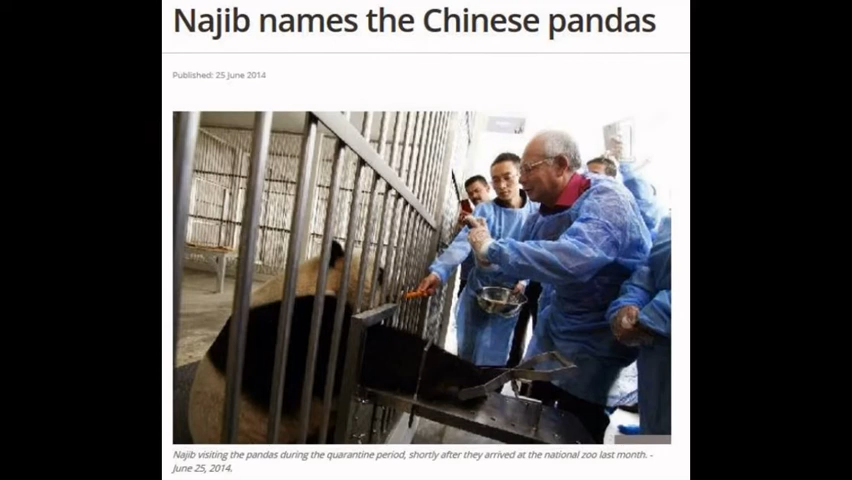 Najib names the Chinese pandas
Published: 25 June 2014
Najib visiting the pandas during the quarantine period, shortly after they arrived at the national zoo last month. -
June 25, 2014.